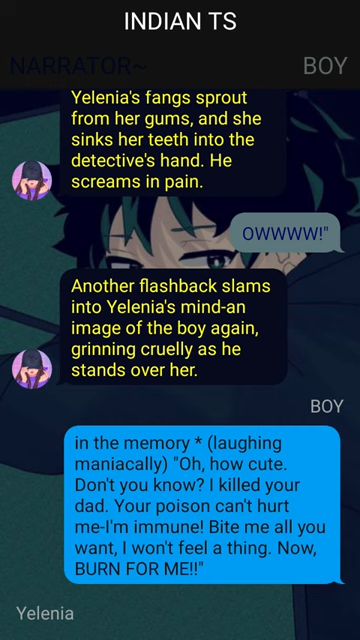 INDIAN TS
NARRATOR~
BOY
Yelenia's fangs sprout
from her gums, and she
sinks her teeth into the
detective's hand. He
screams in pain.
OWWWW!"
Another flashback slams
into Yelenia's mind-an
image of the boy again,
grinning cruelly as he
stands over her.
BOY
in the memory * (laughing
maniacally) "Oh, how cute.
Don't you know? I killed your
dad. Your poison can't hurt
me-I'm immune! Bite me all you
want, I won't feel a thing. Now,
BURN FOR ME!!"
Yelenia